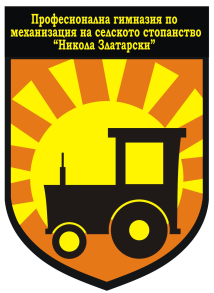 Професионална гимназия по
механизация на селското стопанство
“Никола Златарски”